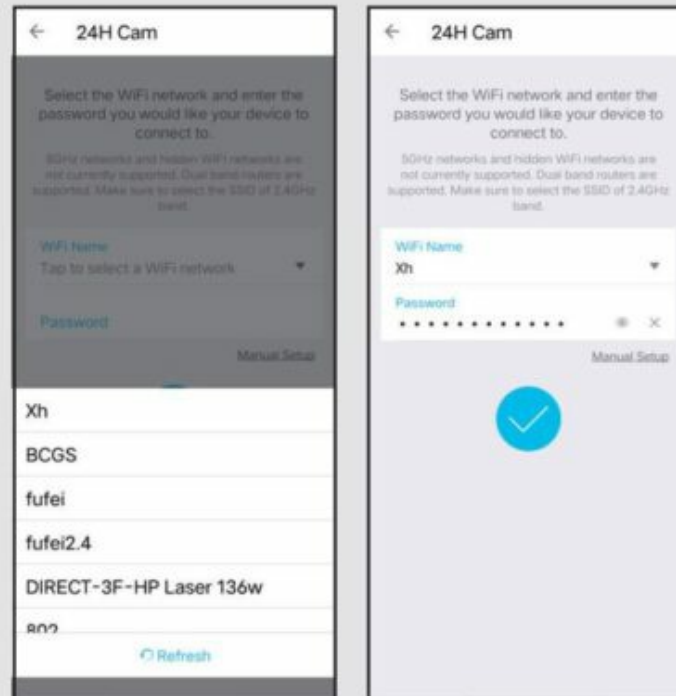 24H Cam
Select the WiFi network and enter the
password you would like your device to
connect to.
5GHz networks and hidden WiFi networks are
not currently supported. Dual band routers are
supported. Make sure to select the SSID of 2.4GHz
band.
WiFi Name
Tap to select a WiFi network
Password
Manual Setup
Xh
BCGS
fufei
fufei2.4
DIRECT-3F-HP Laser 136w
802
Refresh
24H Cam
Select the WiFi network and enter the
password you would like your device to
connect to.
5GHz networks and hidden WiFi networks are
not currently supported. Dual band routers are
supported. Make sure to select the SSID of 2.4GHz
band.
WiFi Name
Xh
Password
Manual Setup